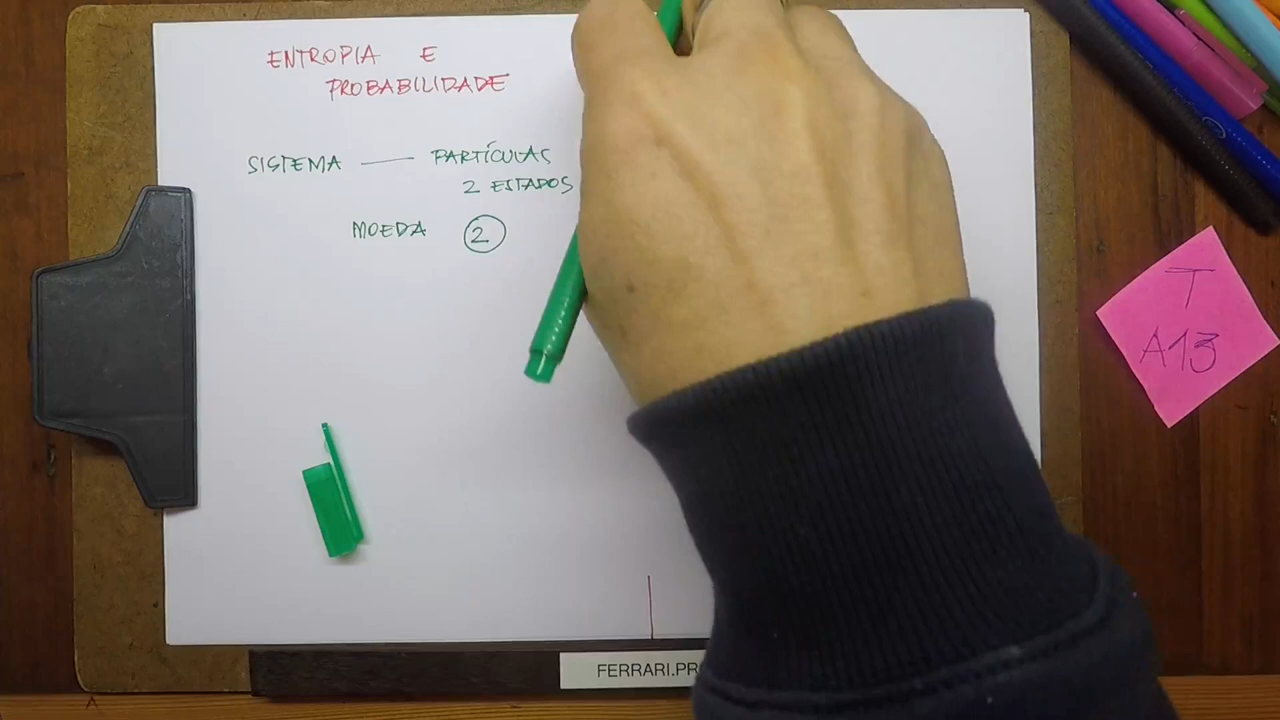 ENTROPIA E
PROBABILIDADE
SISTEMA — PARTÍCULAS
2 ESTADOS
MOEDA 2
T
A13
FERRARI.PR